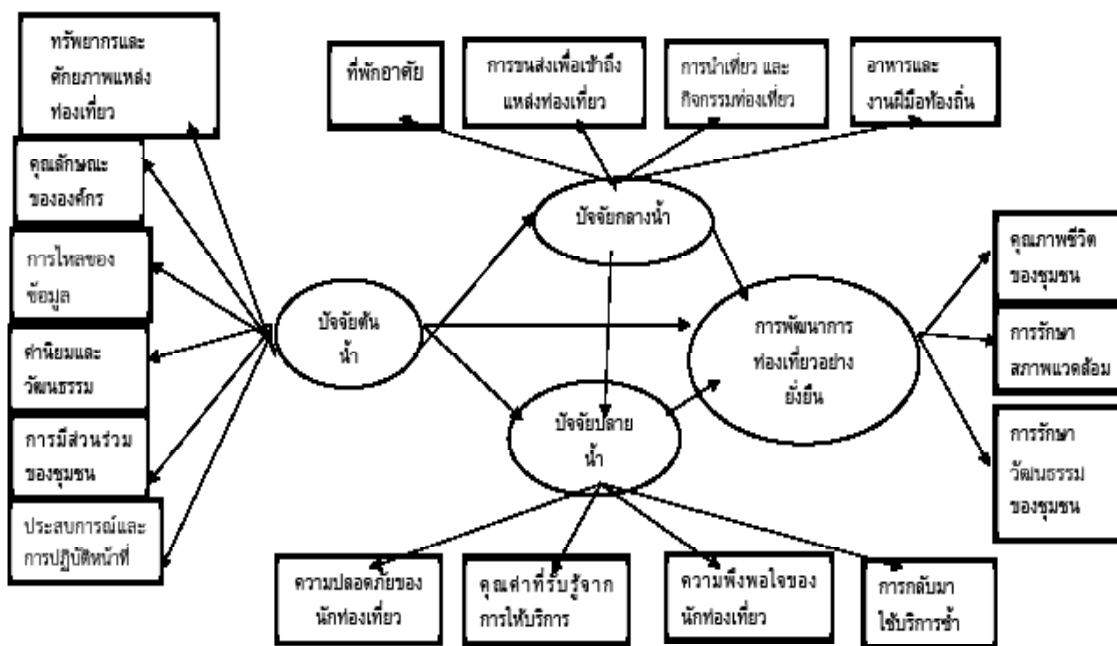 ทรัพยากรและ
ศักยภาพแหล่ง
ท่องเที่ยว
ที่พักอาศัย
การขนส่งเพื่อเข้าถึง
แหล่งท่องเที่ยว
การนำเที่ยว และ
กิจกรรมท่องเที่ยว
อาหารและ
งานฝีมือท้องถิ่น
คุณลักษณะ
ขององค์กร
การไหลของ
ข้อมูล
ค่านิยมและ
วัฒนธรรม
การมีส่วนร่วม
ของชุมชน
ประสบการณ์และ
การปฏิบัติหน้าที่
ปัจจัยต้น
น้ำ
ปัจจัยกลางน้ำ
ปัจจัยปลาย
น้ำ
การพัฒนาการ
ท่องเที่ยวอย่าง
ยั่งยืน
คุณภาพชีวิต
ของชุมชน
การรักษา
สภาพแวดล้อม
การรักษา
วัฒนธรรม
ของชุมชน
ความปลอดภัยของ
นักท่องเที่ยว
คุณค่าที่รับรู้จาก
การให้บริการ
ความพึงพอใจของ
นักท่องเที่ยว
การกลับมา
ใช้บริการซ้ำ